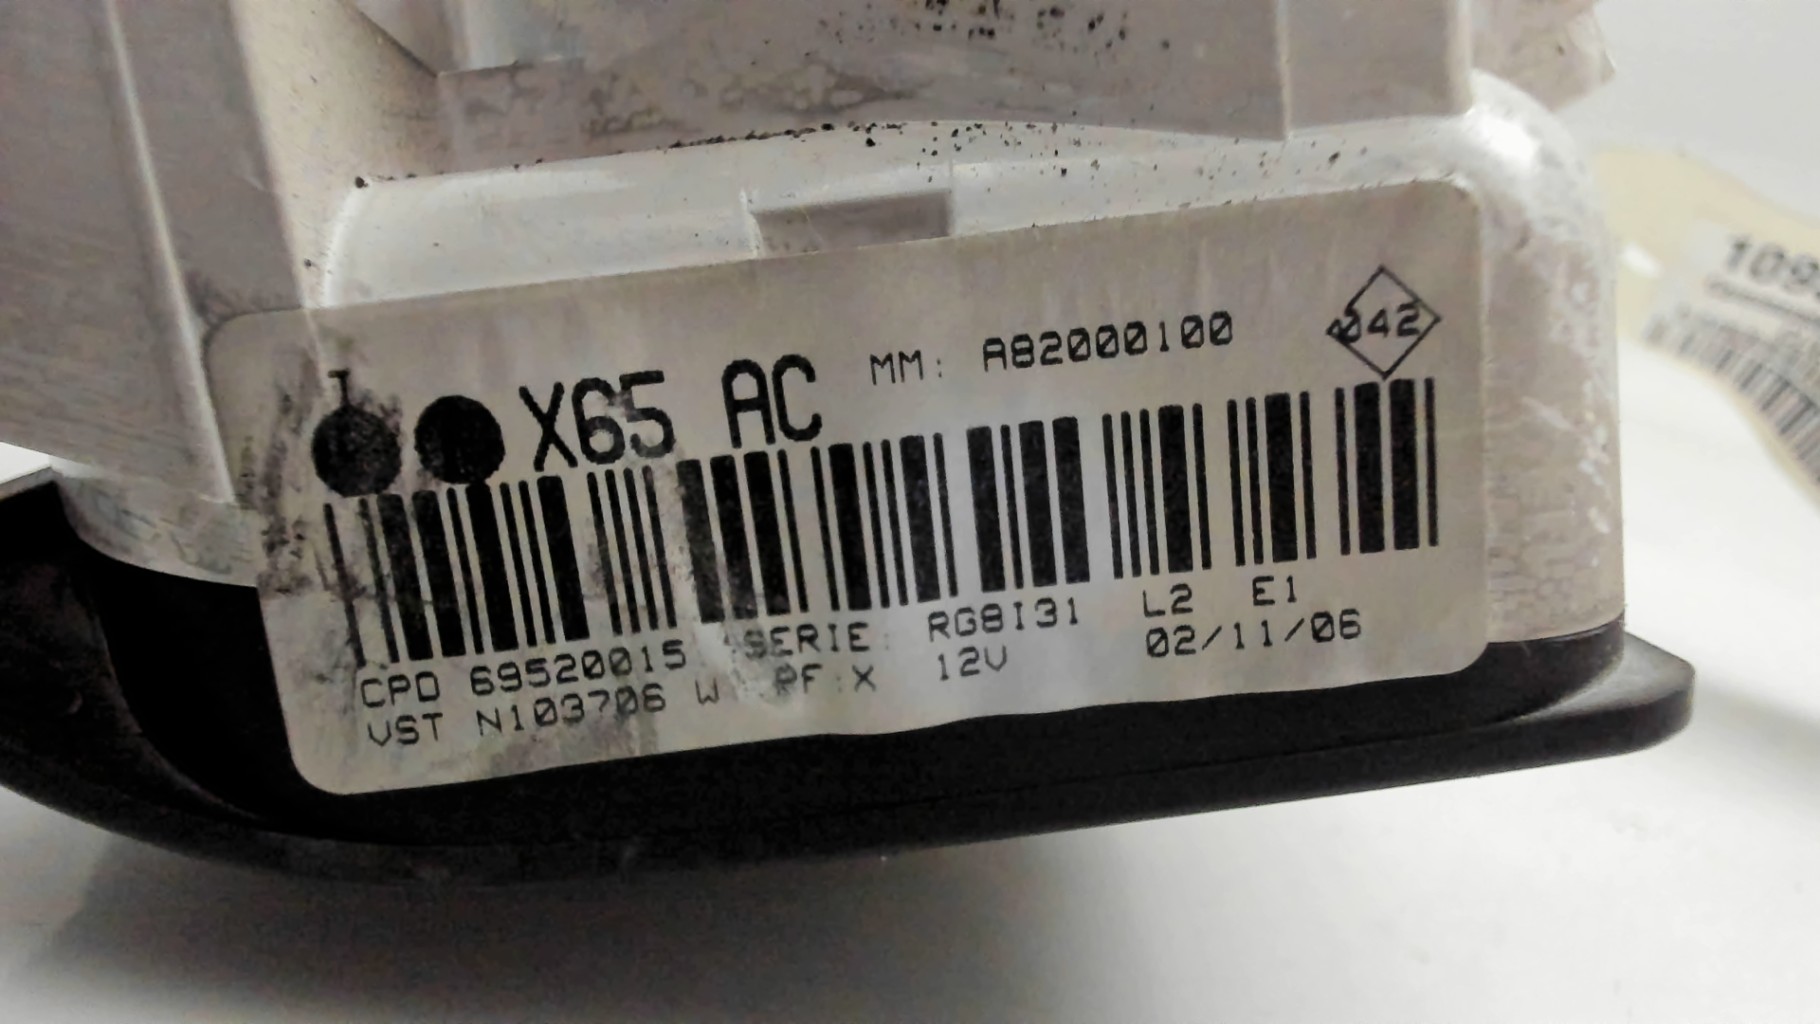 T X65 AC MM: A82000100 042
CPD 69520015 SERIE: RG8I31 L2 E1
VST N103706 W PF:X 12V 02/11/06
109